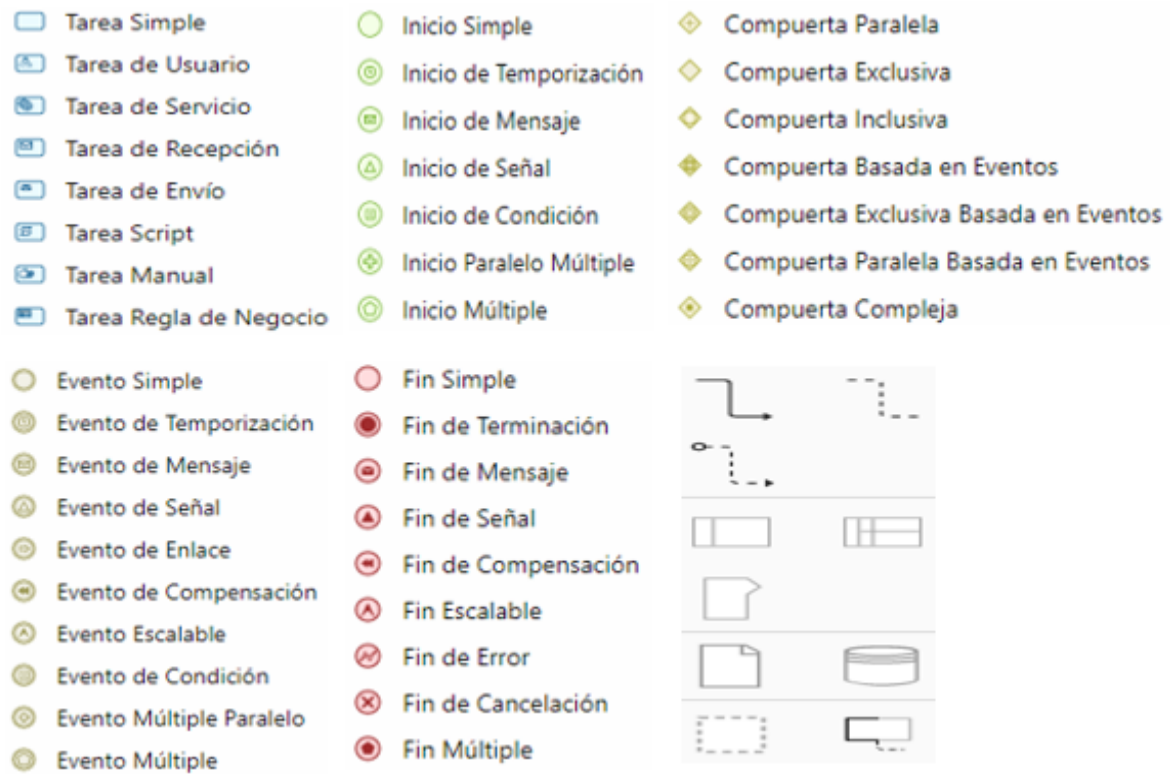 Tarea Simple
Tarea de Usuario
Tarea de Servicio
Tarea de Recepción
Tarea de Envío
Tarea Script
Tarea Manual
Tarea Regla de Negocio
Inicio Simple
Inicio de Temporización
Inicio de Mensaje
Inicio de Señal
Inicio de Condición
Inicio Paralelo Múltiple
Inicio Múltiple
Compuerta Paralela
Compuerta Exclusiva
Compuerta Inclusiva
Compuerta Basada en Eventos
Compuerta Exclusiva Basada en Eventos
Compuerta Paralela Basada en Eventos
Compuerta Compleja
Evento Simple
Evento de Temporización
Evento de Mensaje
Evento de Señal
Evento de Enlace
Evento de Compensación
Evento Escalable
Evento de Condición
Evento Múltiple Paralelo
Evento Múltiple
Fin Simple
Fin de Terminación
Fin de Mensaje
Fin de Señal
Fin de Compensación
Fin Escalable
Fin de Error
Fin de Cancelación
Fin Múltiple